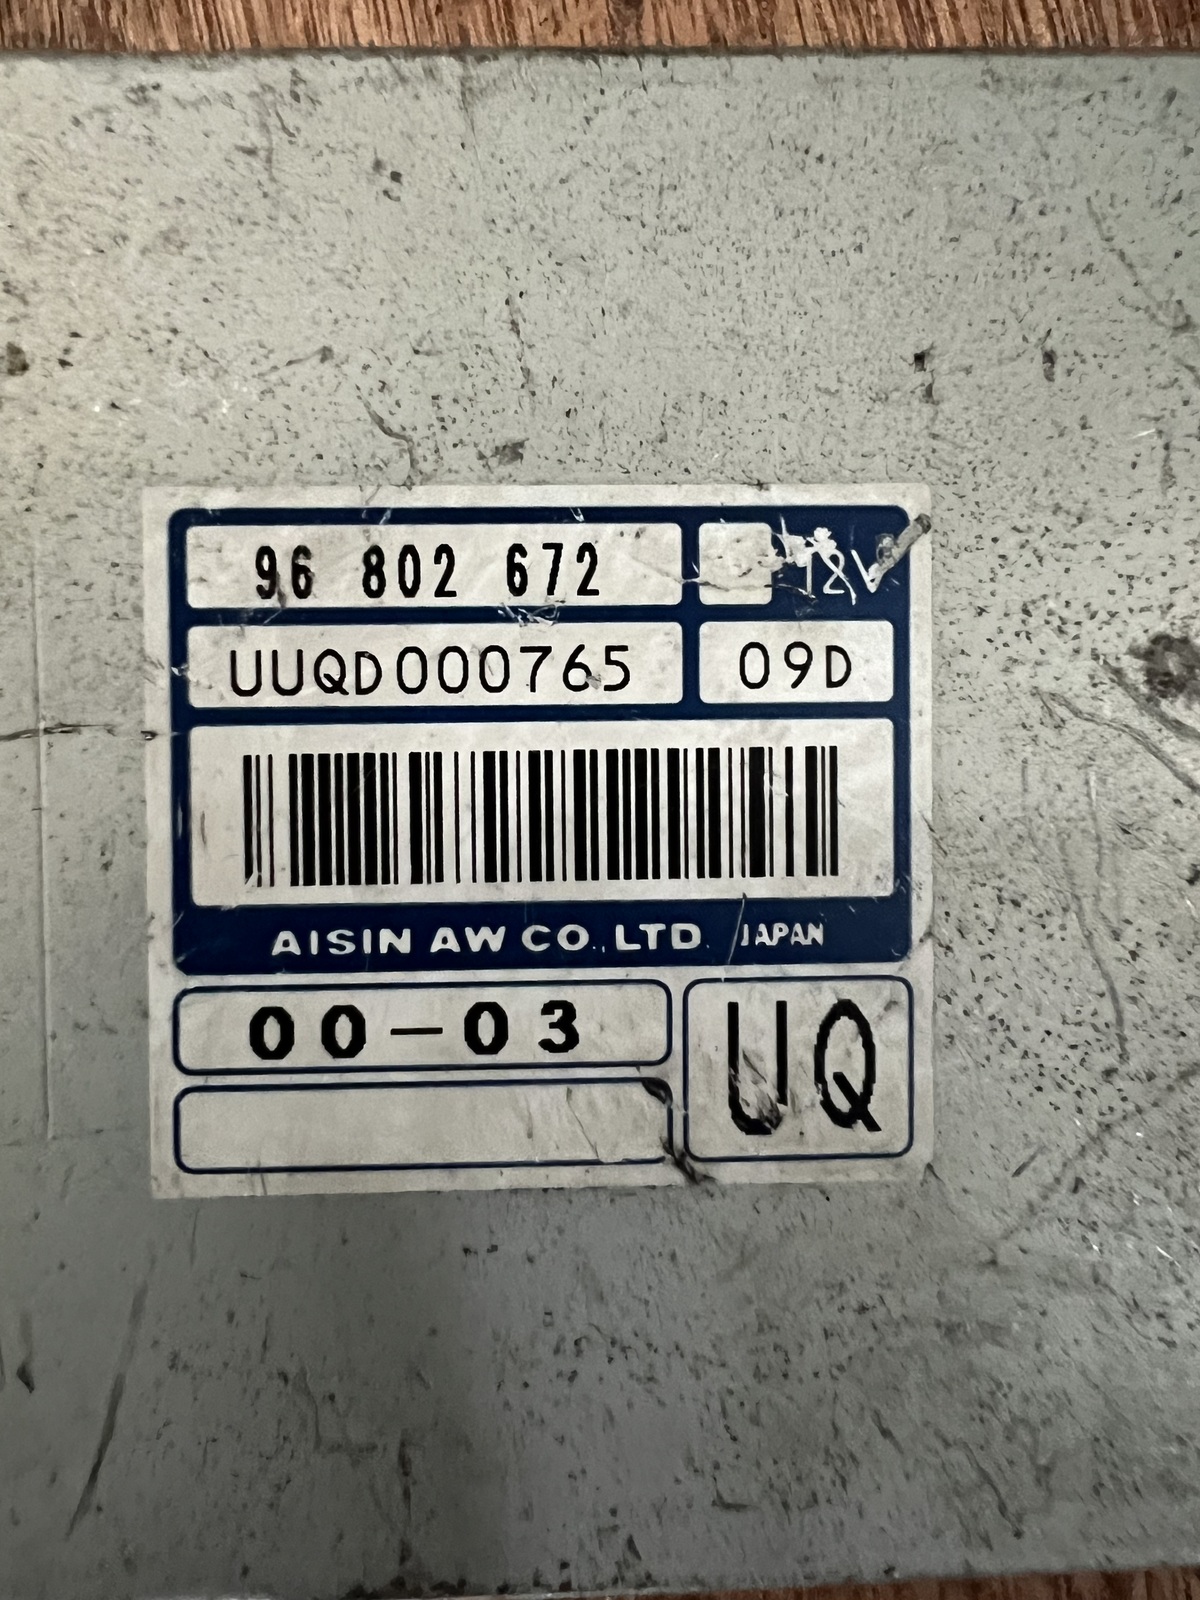 96 802 672 12V
UUQD000765 09D
AISIN AW CO.,LTD. JAPAN
00-03
UQ